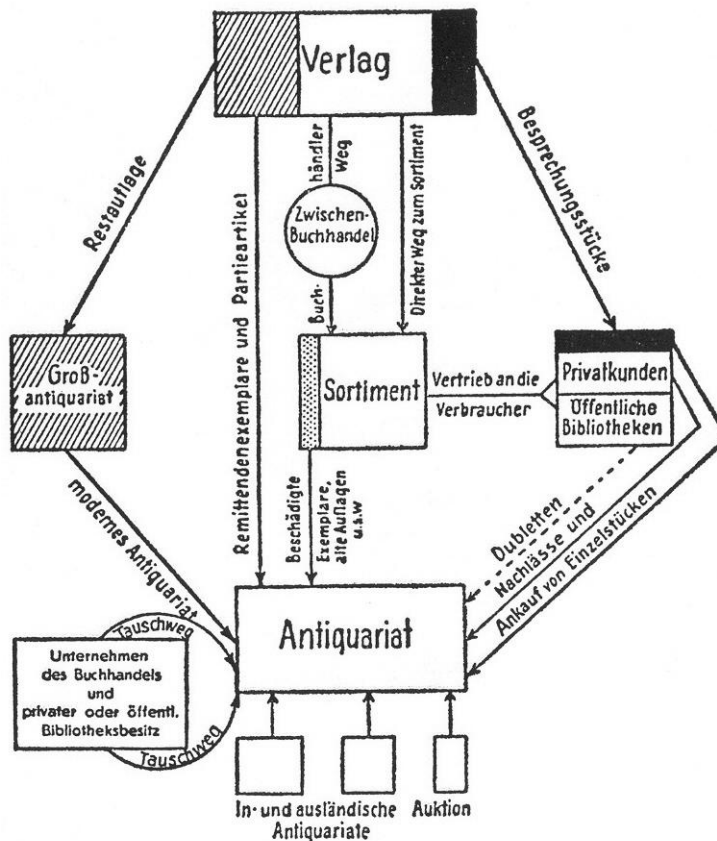 Verlag
Restauflage
Remittendenexemplare und Partieartikel
händler
Weg
Zwischen-
Buchhandel
Buch-
Direkter Weg zum Sortiment
Besprechungsstücke
Groß-
antiquariat
Sortiment
Vertrieb an die
Verbraucher
Privatkunden
Öffentliche
Bibliotheken
modernes Antiquariat
Beschädigte
Exemplare,
alte Auflagen
u.s.w
Dubletten
Nachlässe und
Ankauf von Einzelstücken
Antiquariat
Tauschweg
Unternehmen
des Buchhandels
und
privater oder öffentl.
Bibliotheksbesitz
Tauschweg
In- und ausländische
Antiquariate
Auktion